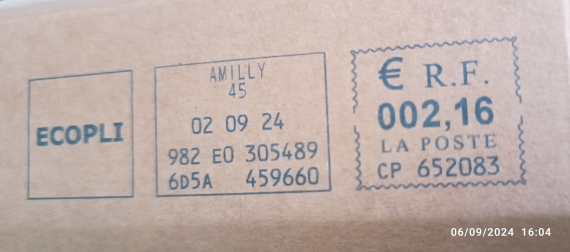 ECOPLI
AMILLY
45
02 09 24
982 E0 305489
6D5A 459660
€ R.F.
002,16
LA POSTE
CP 652083
06/09/2024 16:04